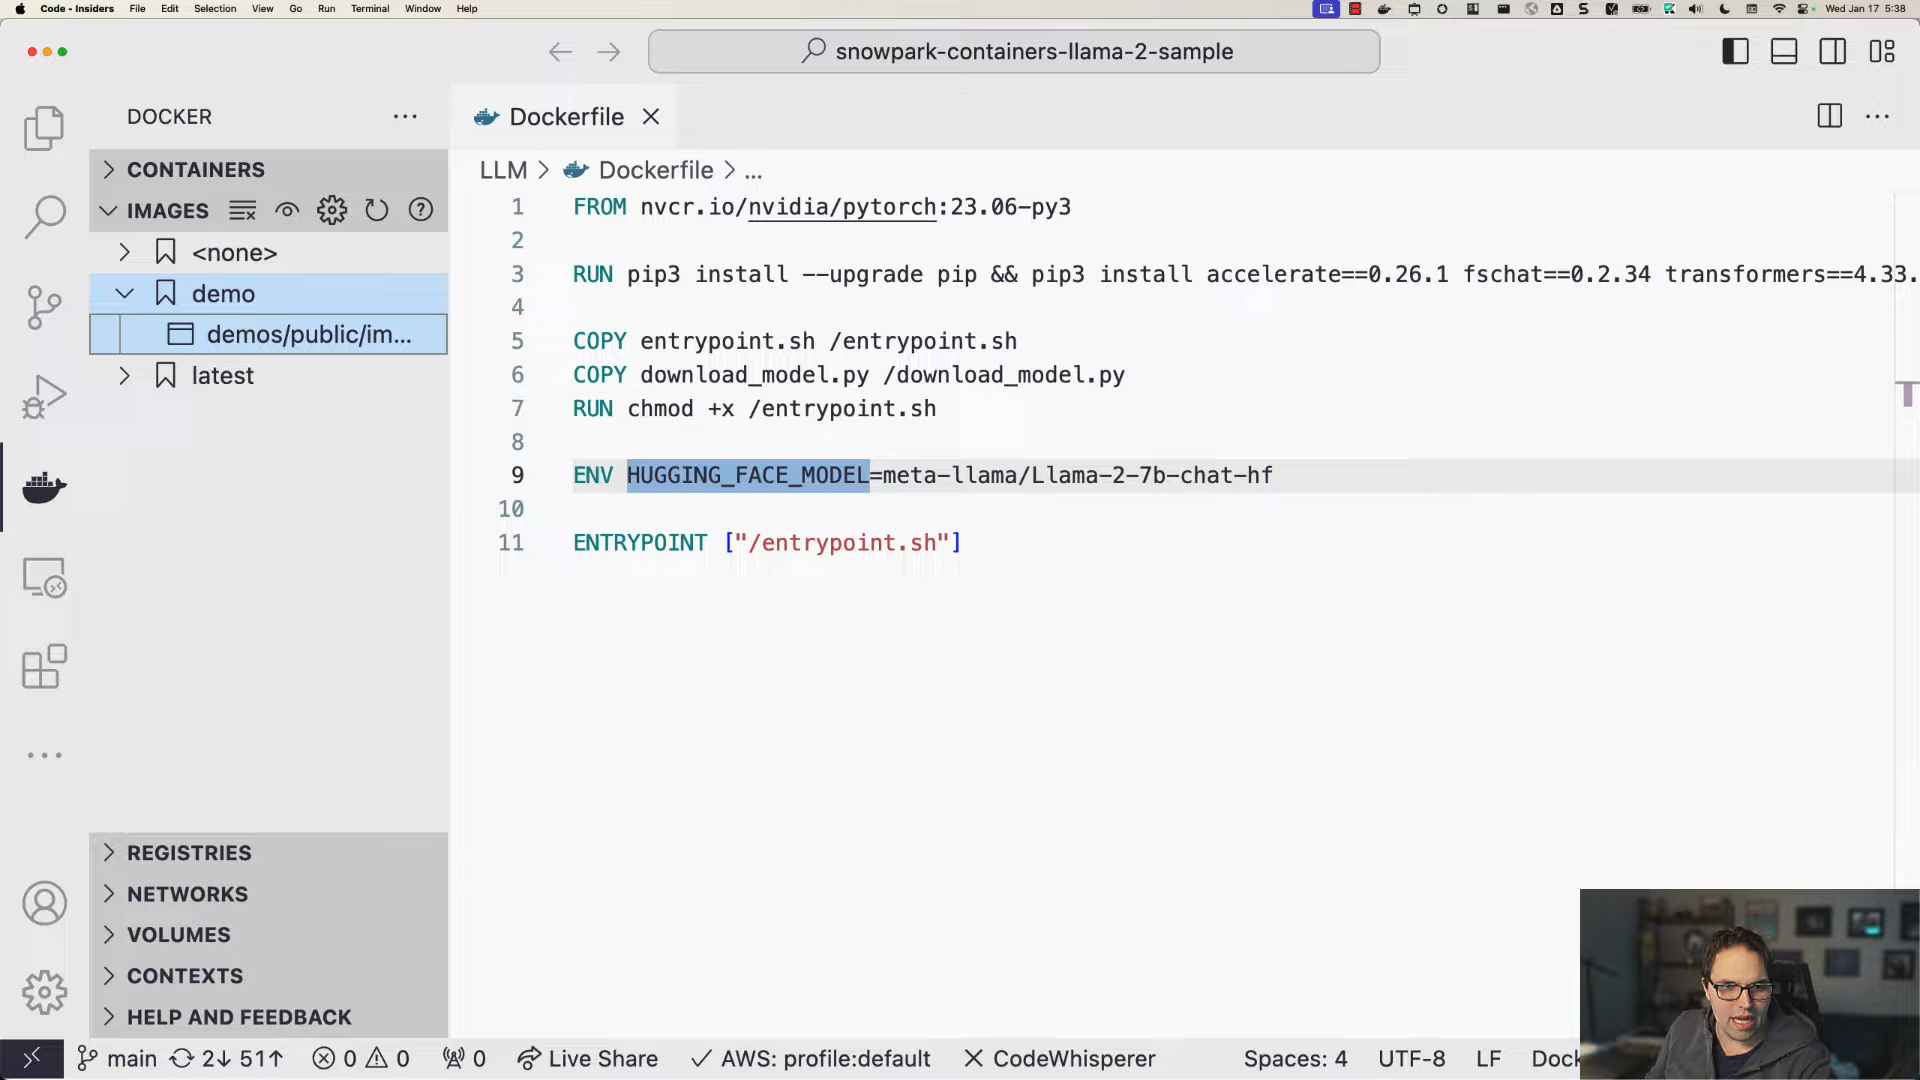 Code - Insiders File Edit Selection View Go Run Terminal Window Help Wed Jan 17 5:38
snowpark-containers-llama-2-sample
DOCKER
Dockerfile
CONTAINERS
IMAGES
<none>
demo
demos/public/im...
latest
REGISTRIES
NETWORKS
VOLUMES
CONTEXTS
HELP AND FEEDBACK
LLM > Dockerfile > ...
1 FROM nvcr.io/nvidia/pytorch:23.06-py3
2
3 RUN pip3 install --upgrade pip && pip3 install accelerate==0.26.1 fschat==0.2.34 transformers==4.33.
4
5 COPY entrypoint.sh /entrypoint.sh
6 COPY download_model.py /download_model.py
7 RUN chmod +x /entrypoint.sh
8
9 ENV HUGGING_FACE_MODEL=meta-llama/Llama-2-7b-chat-hf
10
11 ENTRYPOINT ["/entrypoint.sh"]
main 2↓ 51↑ 0 0 0 Live Share AWS: profile:default CodeWhisperer Spaces: 4 UTF-8 LF Dock